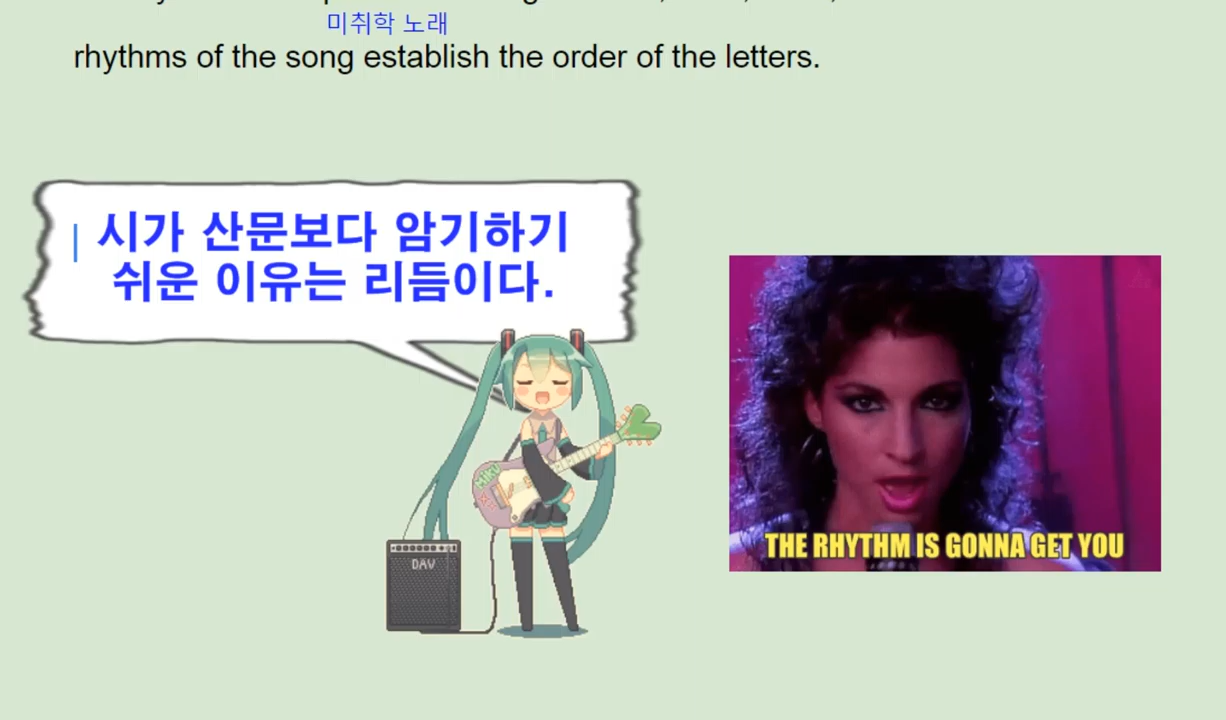 미취학 노래
rhythms of the song establish the order of the letters.
시가 산문보다 암기하기
쉬운 이유는 리듬이다.
MIKU
DAV
THE RHYTHM IS GONNA GET YOU